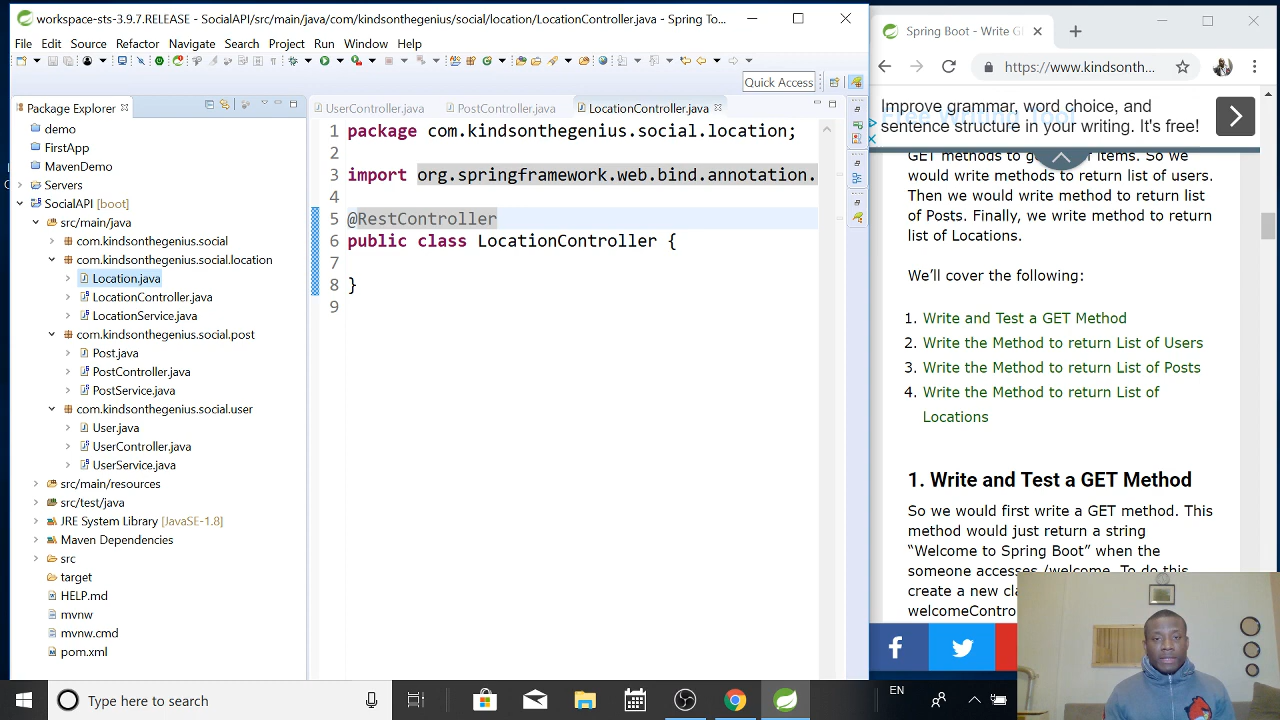 workspace-sts-3.9.7.RELEASE - SocialAPI/src/main/java/com/kindsonthegenius/social/location/LocationController.java - Spring To...
File Edit Source Refactor Navigate Search Project Run Window Help
Quick Access
Package Explorer
demo
FirstApp
MavenDemo
Servers
SocialAPI [boot]
src/main/java
com.kindsonthegenius.social
com.kindsonthegenius.social.location
Location.java
LocationController.java
LocationService.java
com.kindsonthegenius.social.post
Post.java
PostController.java
PostService.java
com.kindsonthegenius.social.user
User.java
UserController.java
UserService.java
src/main/resources
src/test/java
JRE System Library [JavaSE-1.8]
Maven Dependencies
src
target
HELP.md
mvnw
mvnw.cmd
pom.xml
UserController.java PostController.java LocationController.java
1 package com.kindsonthegenius.social.location;
2
3 import org.springframework.web.bind.annotation.
4
5 @RestController
6 public class LocationController {
7
8 }
9
Spring Boot - Write G
https://www.kindsonth...
Improve grammar, word choice, and
sentence structure in your writing. It's free!
Free Writing Tool
GET methods to g items. So we
would write methods to return list of users.
Then we would write method to return list
of Posts. Finally, we write method to return
list of Locations.
We'll cover the following:
1. Write and Test a GET Method
2. Write the Method to return List of Users
3. Write the Method to return List of Posts
4. Write the Method to return List of
Locations
1. Write and Test a GET Method
So we would first write a GET method. This
method would just return a string
"Welcome to Spring Boot" when the
someone accesses /welcome. To do this
create a new cla
welcomeContro
Type here to search
EN